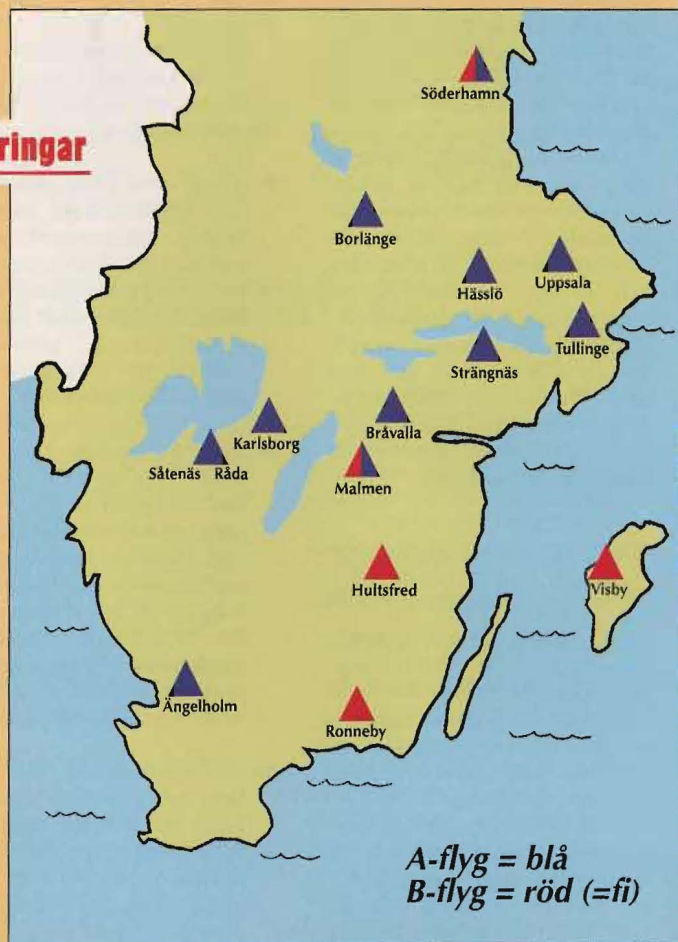 ringar
Söderhamn
Borlänge
Hässlö
Uppsala
Tullinge
Strängnäs
Karlsborg
Bråvalla
Såtenäs Råda
Malmen
Hultsfred
Visby
Ängelholm
Ronneby
A-flyg = blå
B-flyg = röd (=fi)